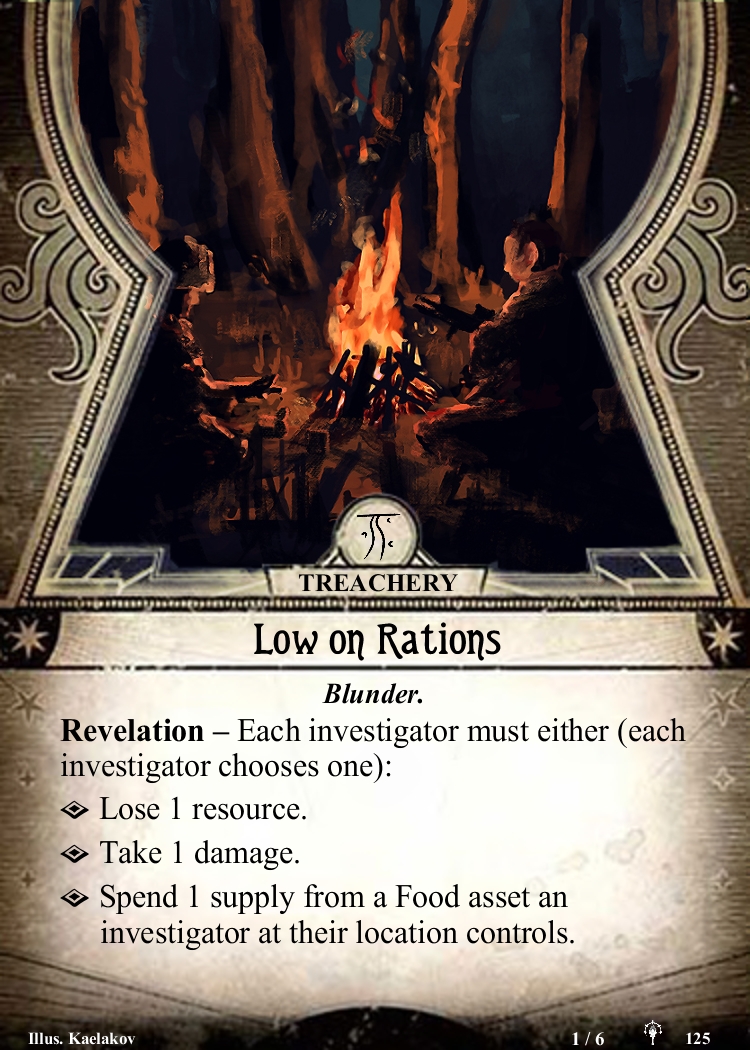 TREACHERY
Low on Rations
Blunder.
Revelation – Each investigator must either (each
investigator chooses one):
Lose 1 resource.
Take 1 damage.
Spend 1 supply from a Food asset an
investigator at their location controls.
Illus. Kaelakov
1 / 6
125